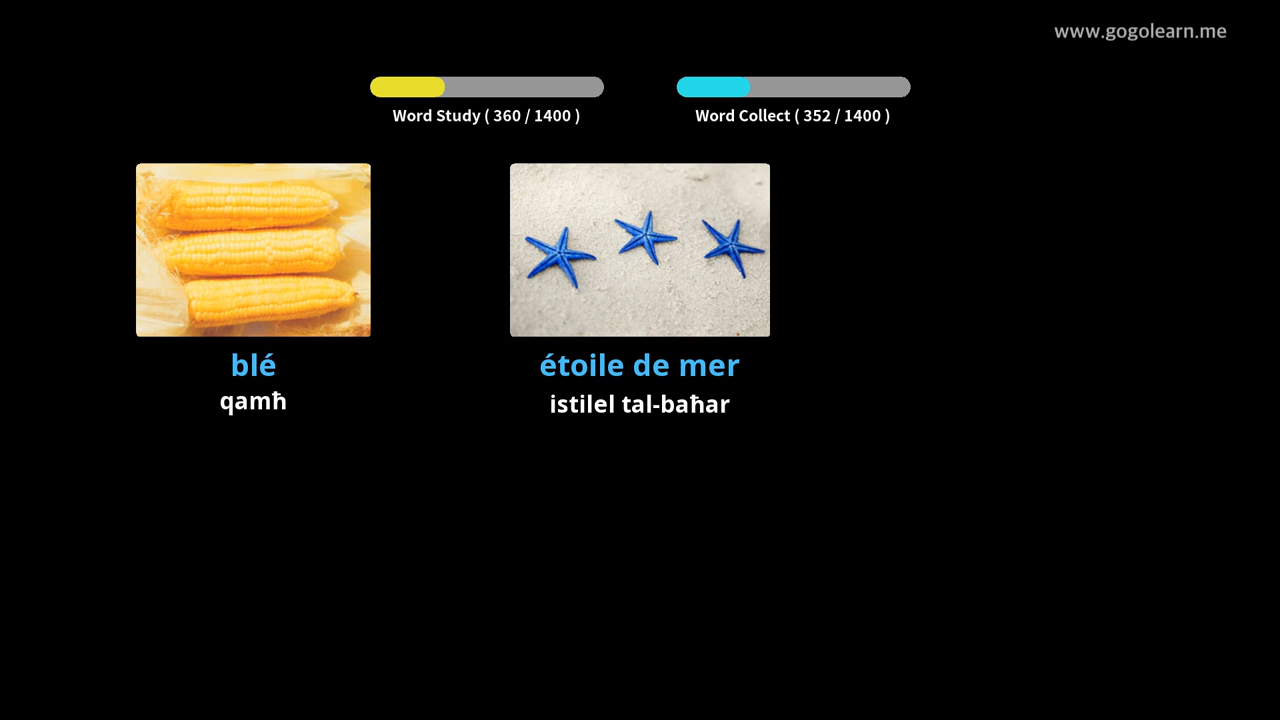 www.gogolearn.me
Word Study ( 360 / 1400 )
Word Collect ( 352 / 1400 )
blé
qamħ
étoile de mer
istilel tal-baħar